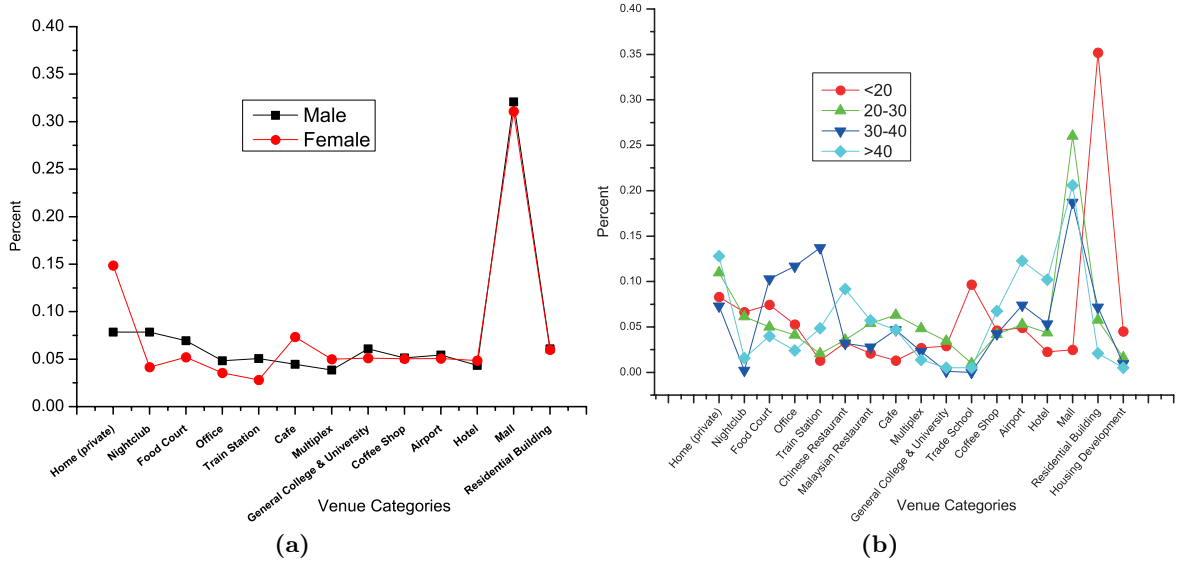 0.40
0.35
0.30
0.25
0.20
0.15
0.10
0.05
0.00
Percent
Male
Female
Home (private)
Nightclub
Food Court
Office
Train Station
Cafe
Multiplex
General College & University
Coffee Shop
Airport
Hotel
Mall
Residential Building
Venue Categories
(a)
0.40
0.35
0.30
0.25
0.20
0.15
0.10
0.05
0.00
Percent
<20
20-30
30-40
>40
Home (private)
Nightclub
Food Court
Office
Train Station
Chinese Restaurant
Malaysian Restaurant
Cafe
Multiplex
General College & University
Trade School
Coffee Shop
Airport
Hotel
Mall
Residential Building
Housing Development
Venue Categories
(b)